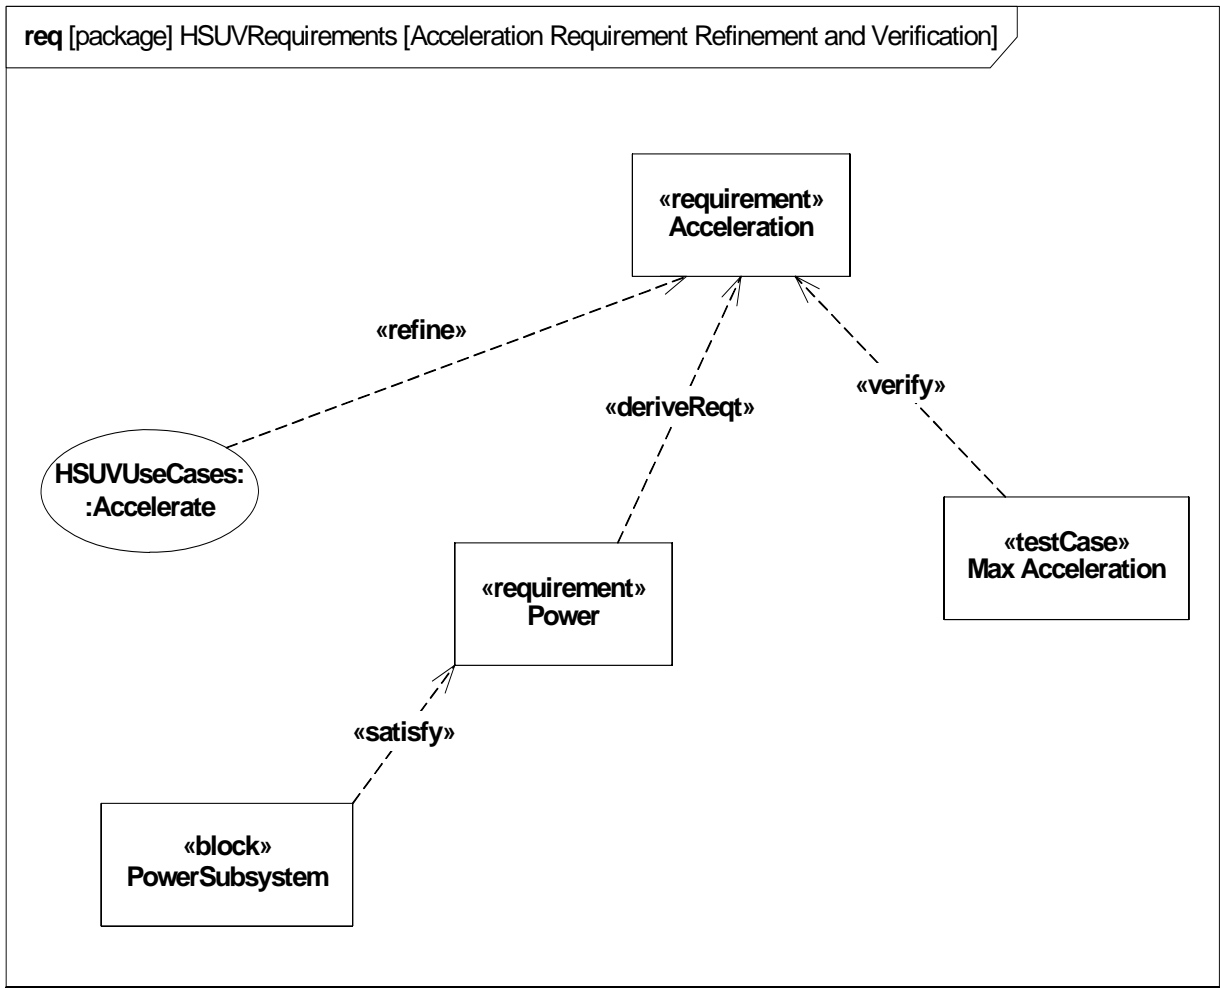 req [package] HSUVRequirements [Acceleration Requirement Refinement and Verification]
«requirement»
Acceleration
«refine»
«verify»
«deriveReqt»
HSUVUseCases:
:Accelerate
«testCase»
Max Acceleration
«requirement»
Power
«satisfy»
«block»
PowerSubsystem